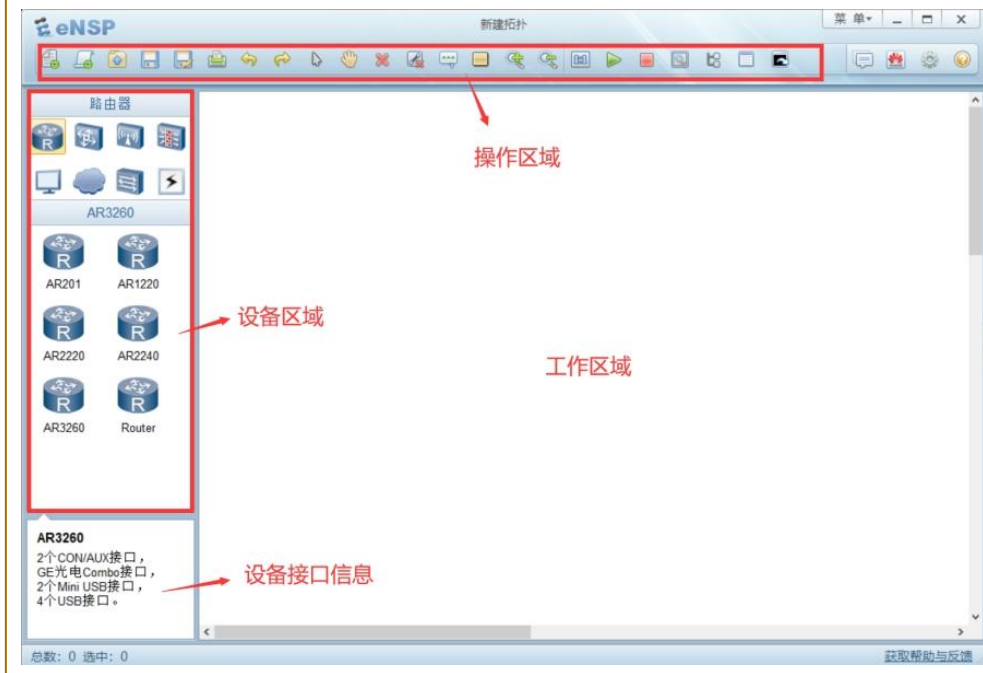 eNSP
新建拓扑
菜 单
操作区域
路由器
AR3260
AR201
AR1220
AR2220
AR2240
AR3260
Router
设备区域
工作区域
AR3260
2个CON/AUX接口，
GE光电Combo接口，
2个Mini USB接口，
4个USB接口。
设备接口信息
总数: 0 选中: 0
获取帮助与反馈